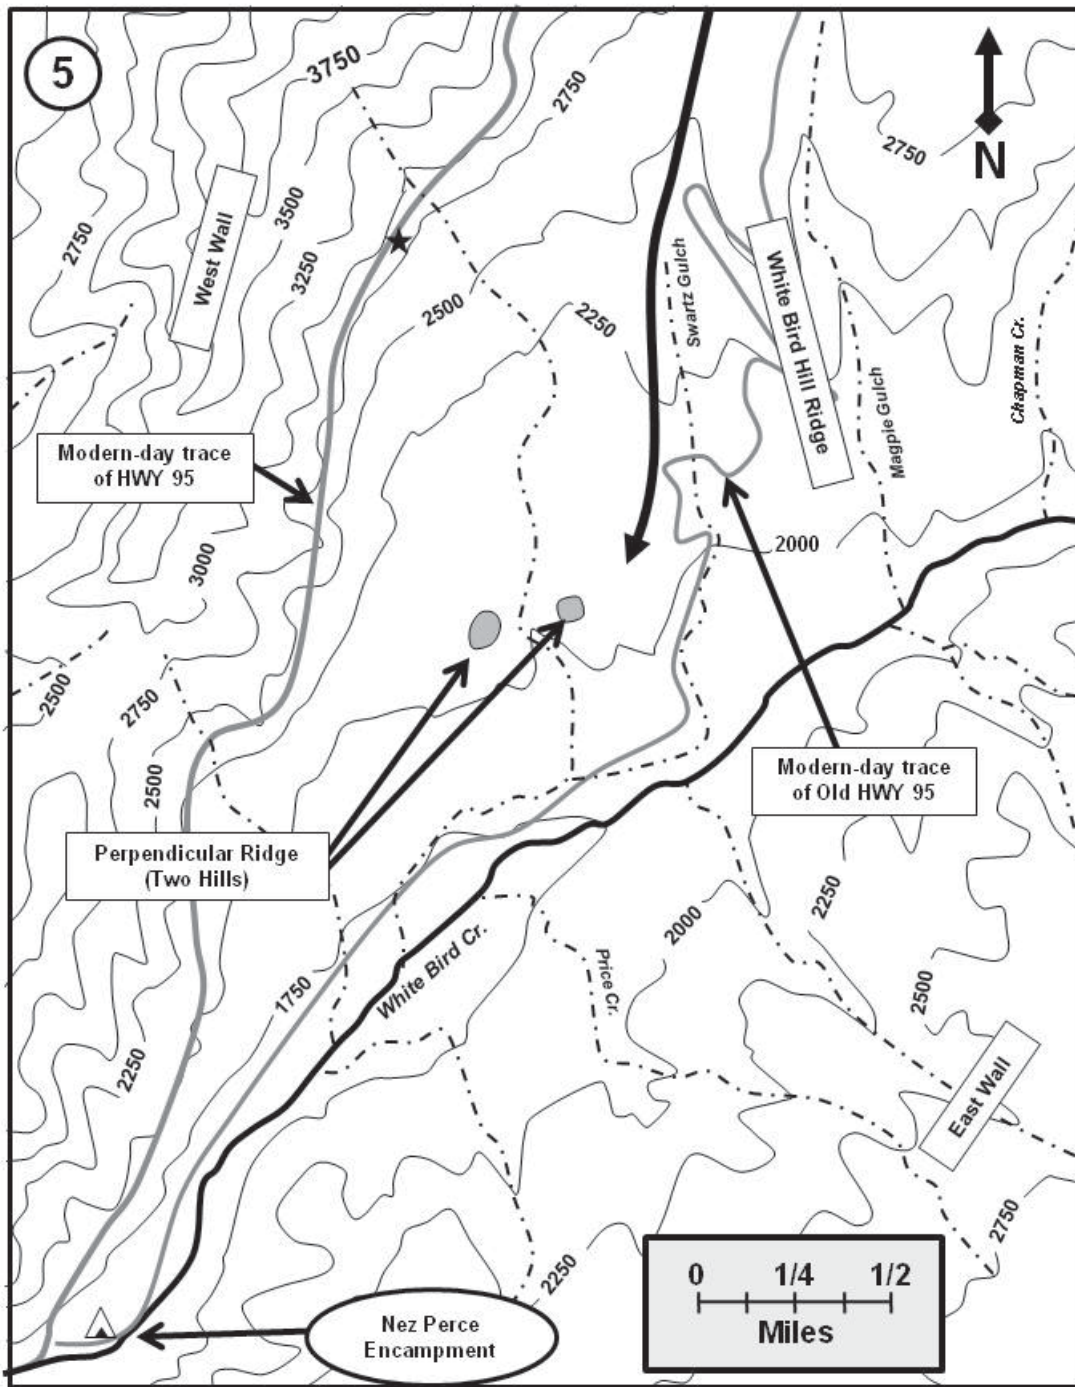 5
3750
2750
2750
N
2750
West Wall
3500
3250
2500
2250
Swartz Gulch
White Bird Hill Ridge
Magpie Gulch
Chapman Cr.
Modern-day trace
of HWY 95
3000
2000
2500
2750
2500
Modern-day trace
of Old HWY 95
Perpendicular Ridge
(Two Hills)
2250
2000
White Bird Cr.
Price Cr.
1750
2500
2250
East Wall
2750
2250
0 1/4 1/2
Miles
Nez Perce
Encampment